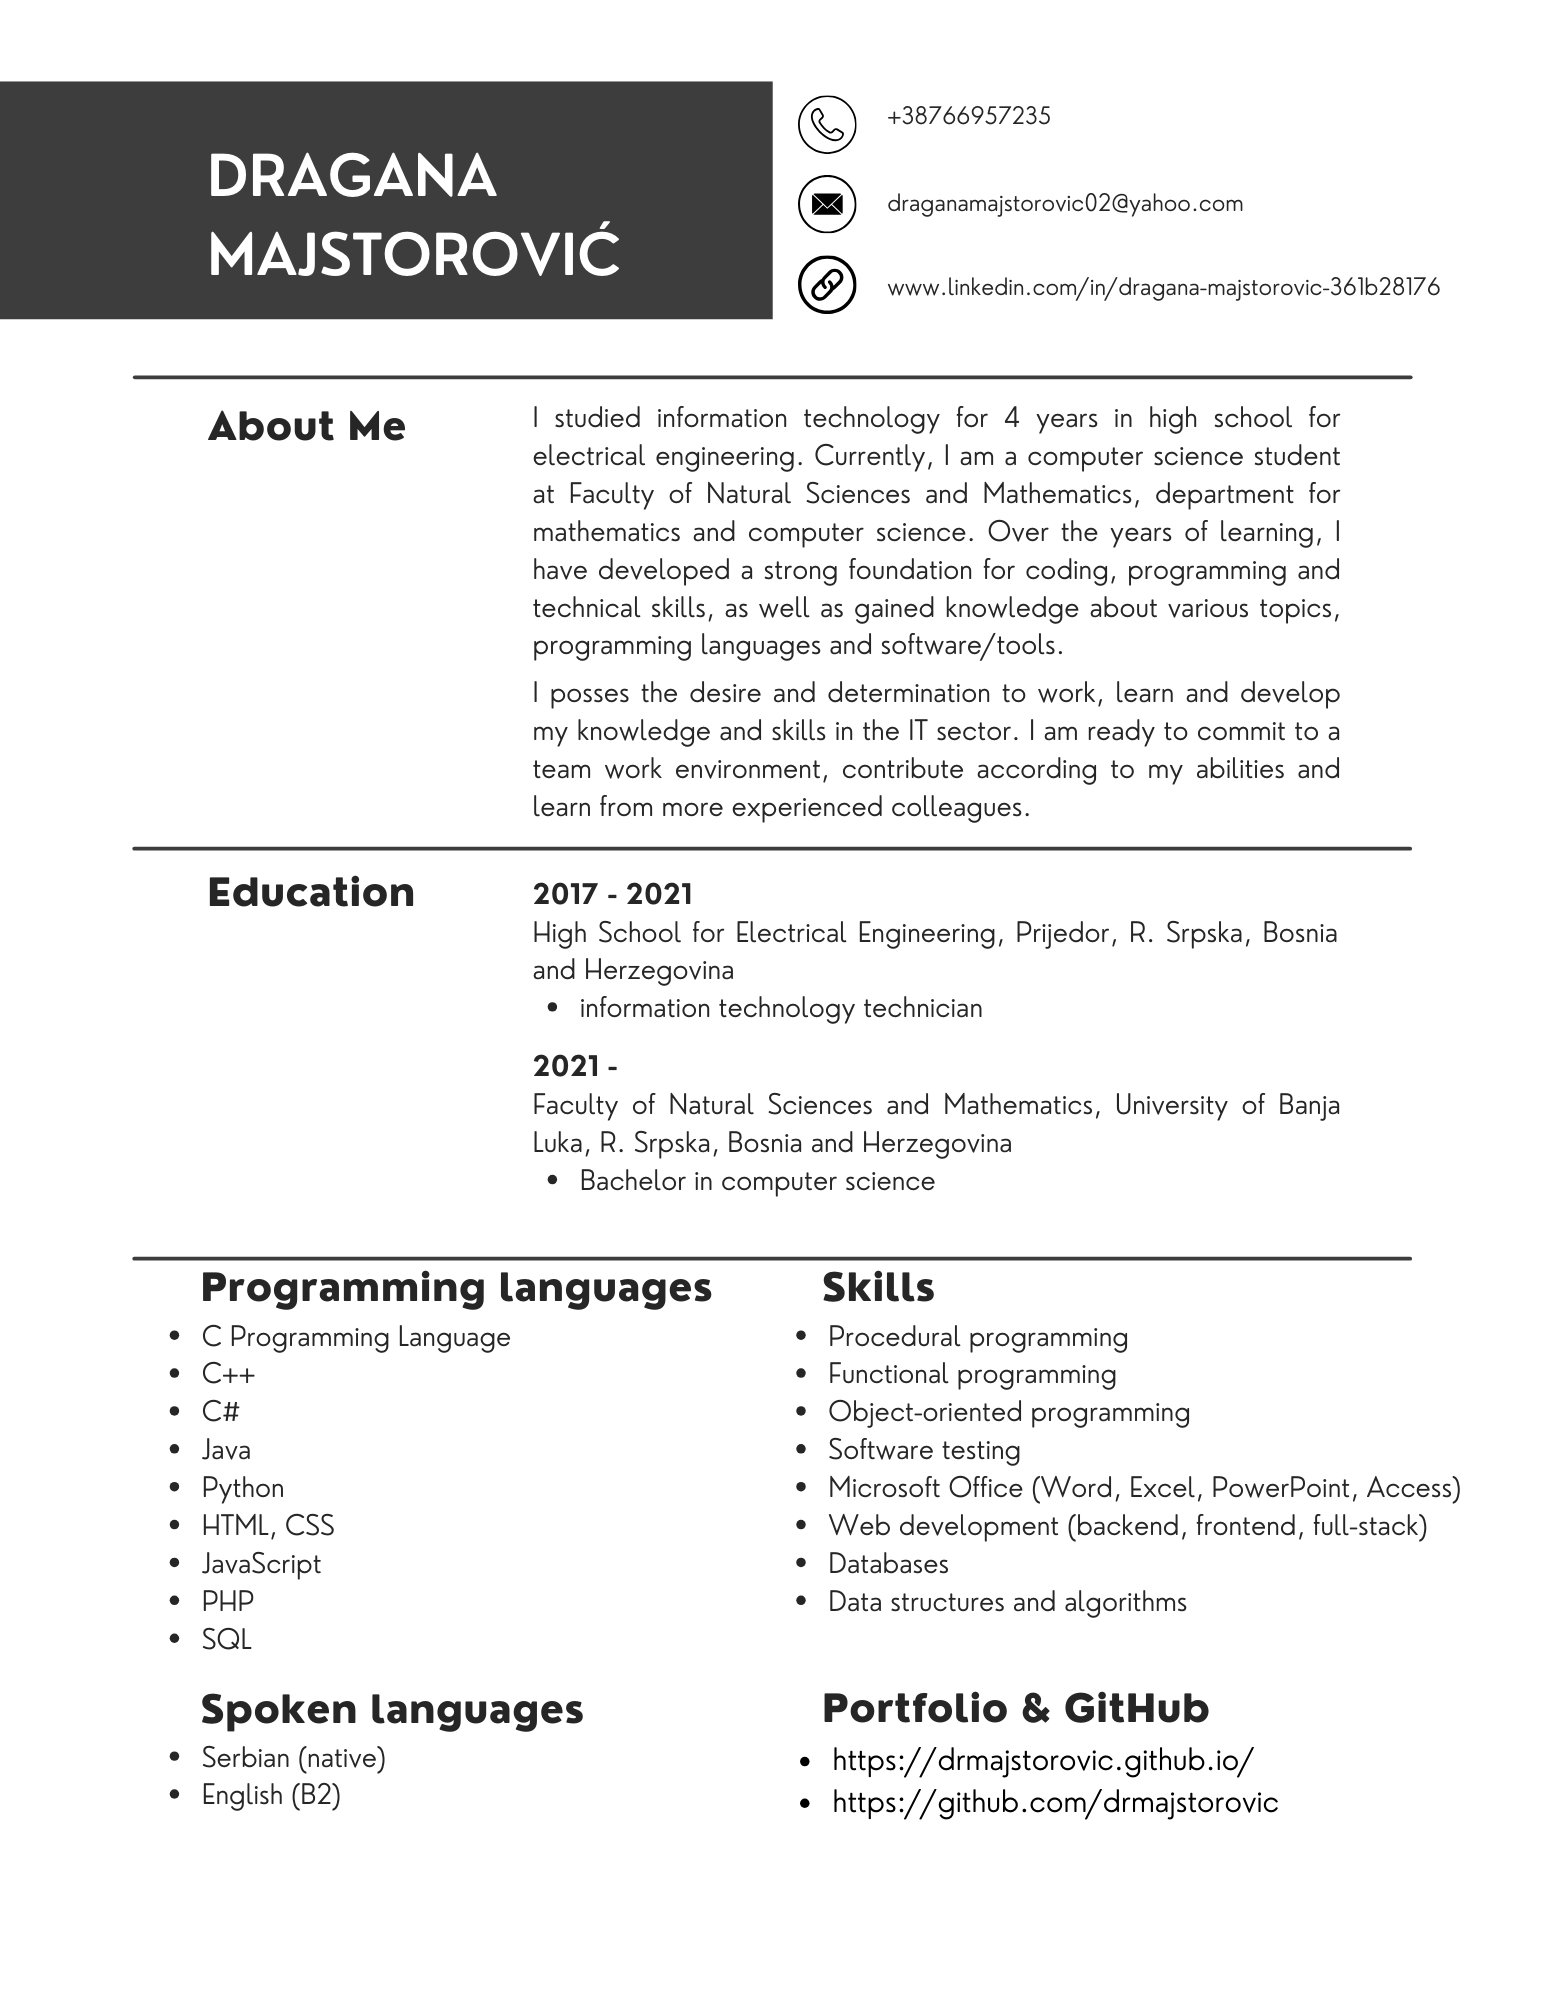 DRAGANA
MAJSTOROVIĆ
+38766957235
draganamajstorovic02@yahoo.com
www.linkedin.com/in/dragana-majstorovic-361b28176
About Me
I studied information technology for 4 years in high school for
electrical engineering. Currently, I am a computer science student
at Faculty of Natural Sciences and Mathematics, department for
mathematics and computer science. Over the years of learning, I
have developed a strong foundation for coding, programming and
technical skills, as well as gained knowledge about various topics,
programming languages and software/tools.
I posses the desire and determination to work, learn and develop
my knowledge and skills in the IT sector. I am ready to commit to a
team work environment, contribute according to my abilities and
learn from more experienced colleagues.
Education
2017 - 2021
High School for Electrical Engineering, Prijedor, R. Srpska, Bosnia
and Herzegovina
• information technology technician
2021 -
Faculty of Natural Sciences and Mathematics, University of Banja
Luka, R. Srpska, Bosnia and Herzegovina
• Bachelor in computer science
Programming languages
• C Programming Language
• C++
• C#
• Java
• Python
• HTML, CSS
• JavaScript
• PHP
• SQL
Skills
• Procedural programming
• Functional programming
• Object-oriented programming
• Software testing
• Microsoft Office (Word, Excel, PowerPoint, Access)
• Web development (backend, frontend, full-stack)
• Databases
• Data structures and algorithms
Spoken languages
• Serbian (native)
• English (B2)
Portfolio & GitHub
• https://drmajstorovic.github.io/
• https://github.com/drmajstorovic